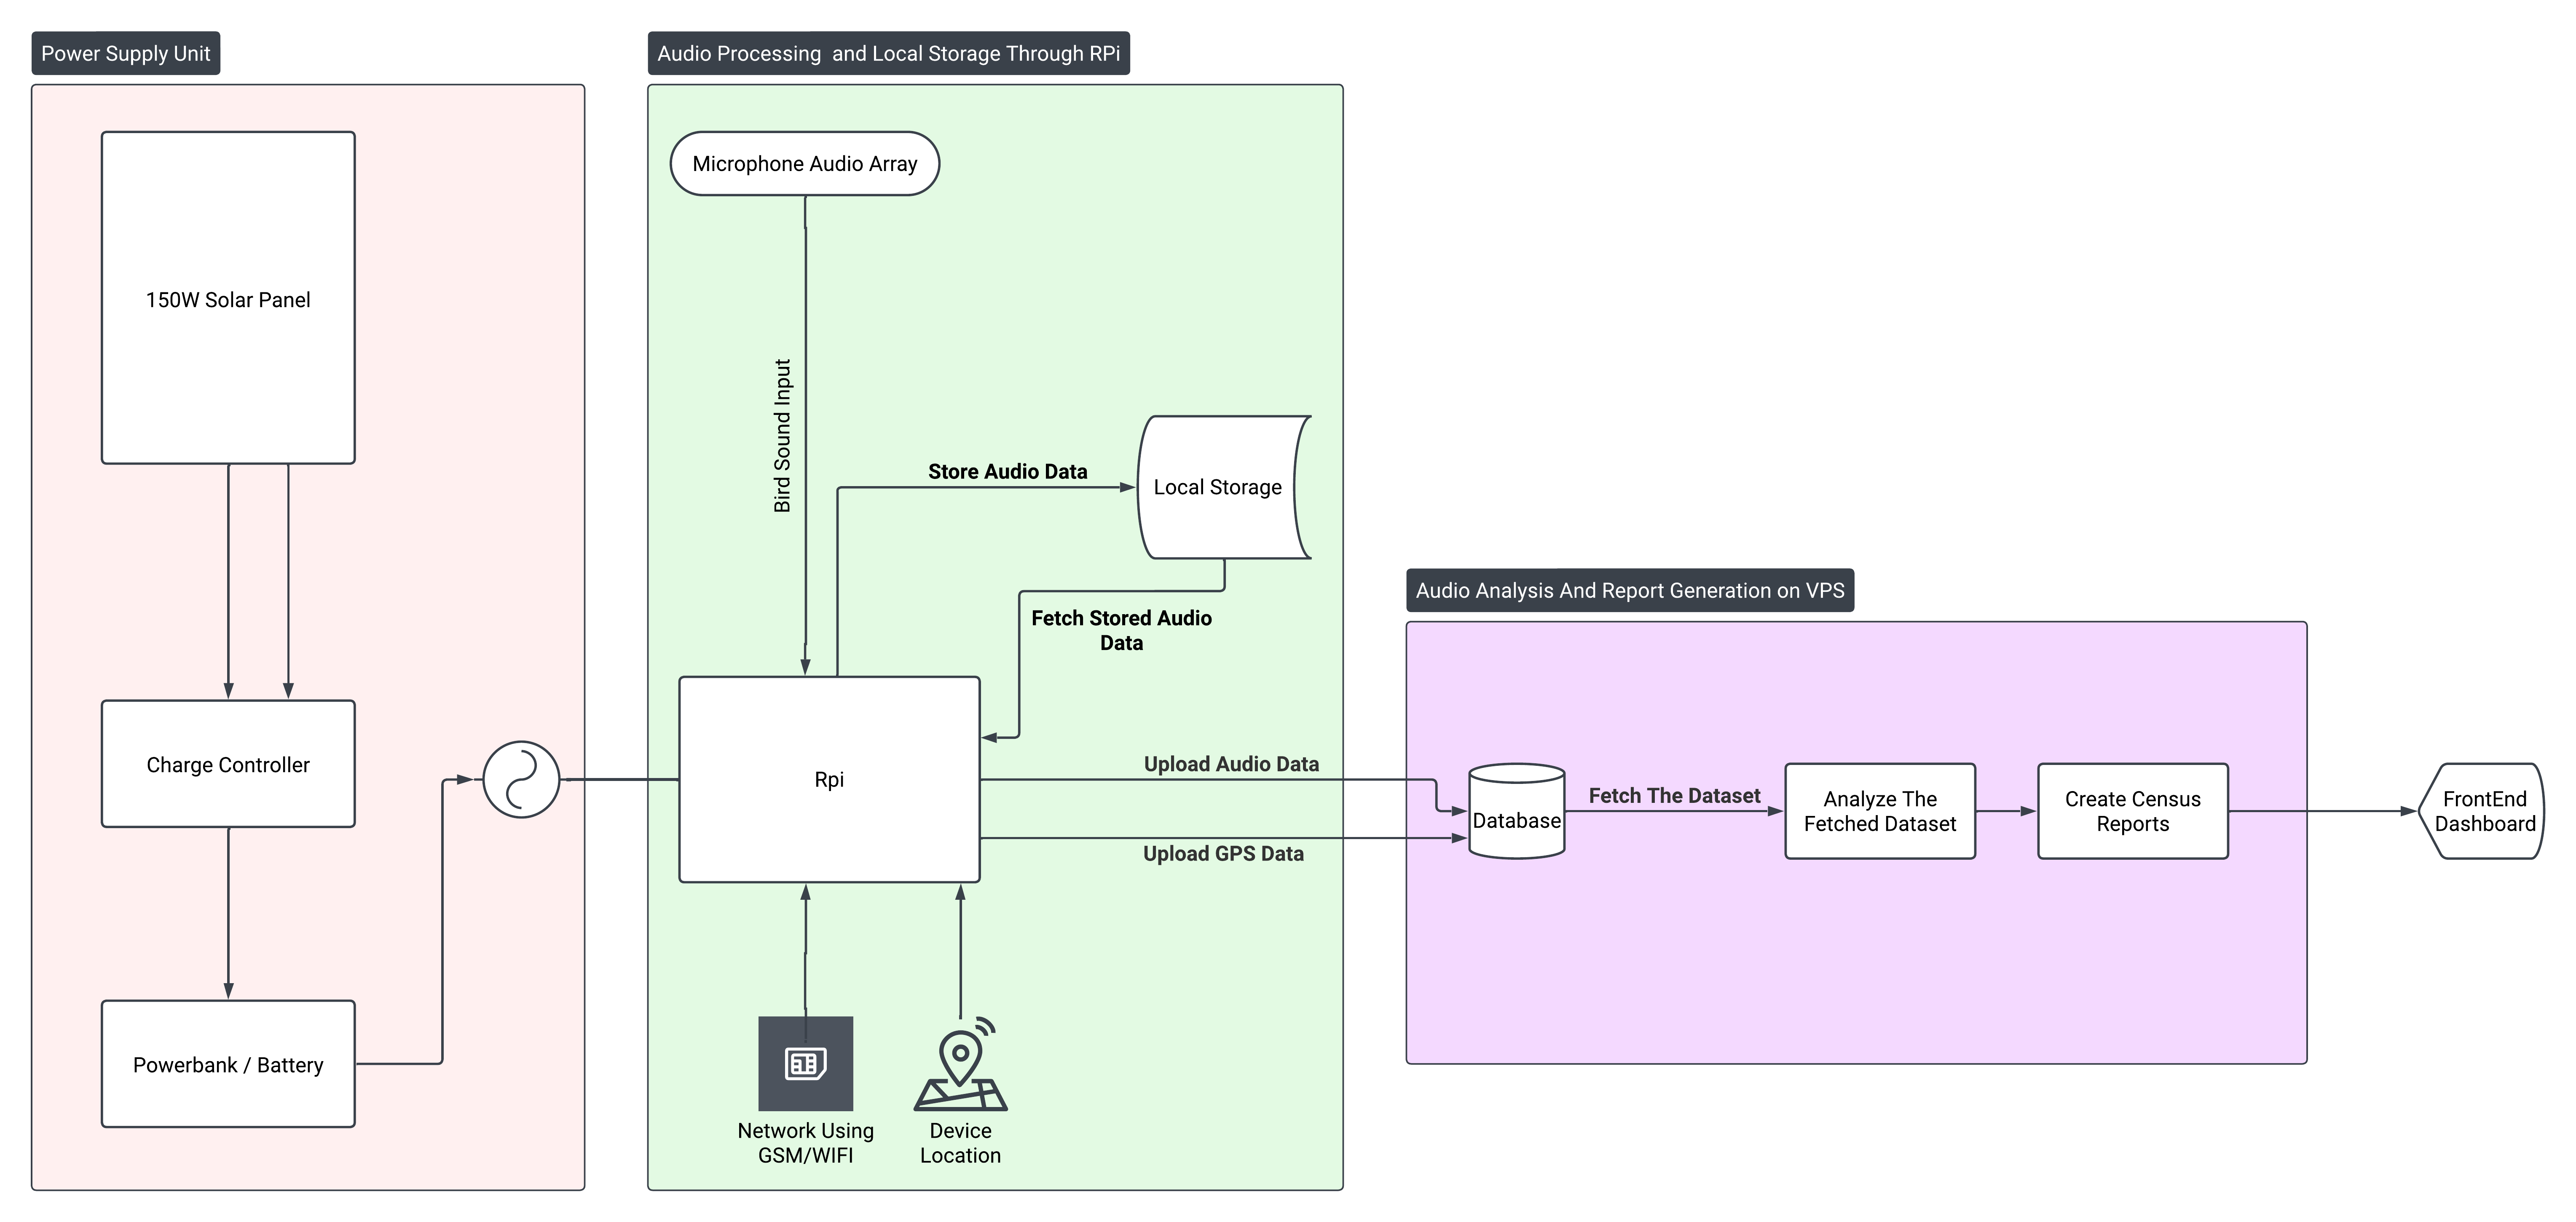 Power Supply Unit
150W Solar Panel
Charge Controller
Powerbank / Battery
Audio Processing  and Local Storage Through RPi
Microphone Audio Array
Bird Sound Input
Store Audio Data
Local Storage
Fetch Stored Audio
Data
Rpi
Upload Audio Data
Upload GPS Data
Network Using
GSM/WIFI
Device
Location
Audio Analysis And Report Generation on VPS
Database
Fetch The Dataset
Analyze The
Fetched Dataset
Create Census
Reports
FrontEnd
Dashboard